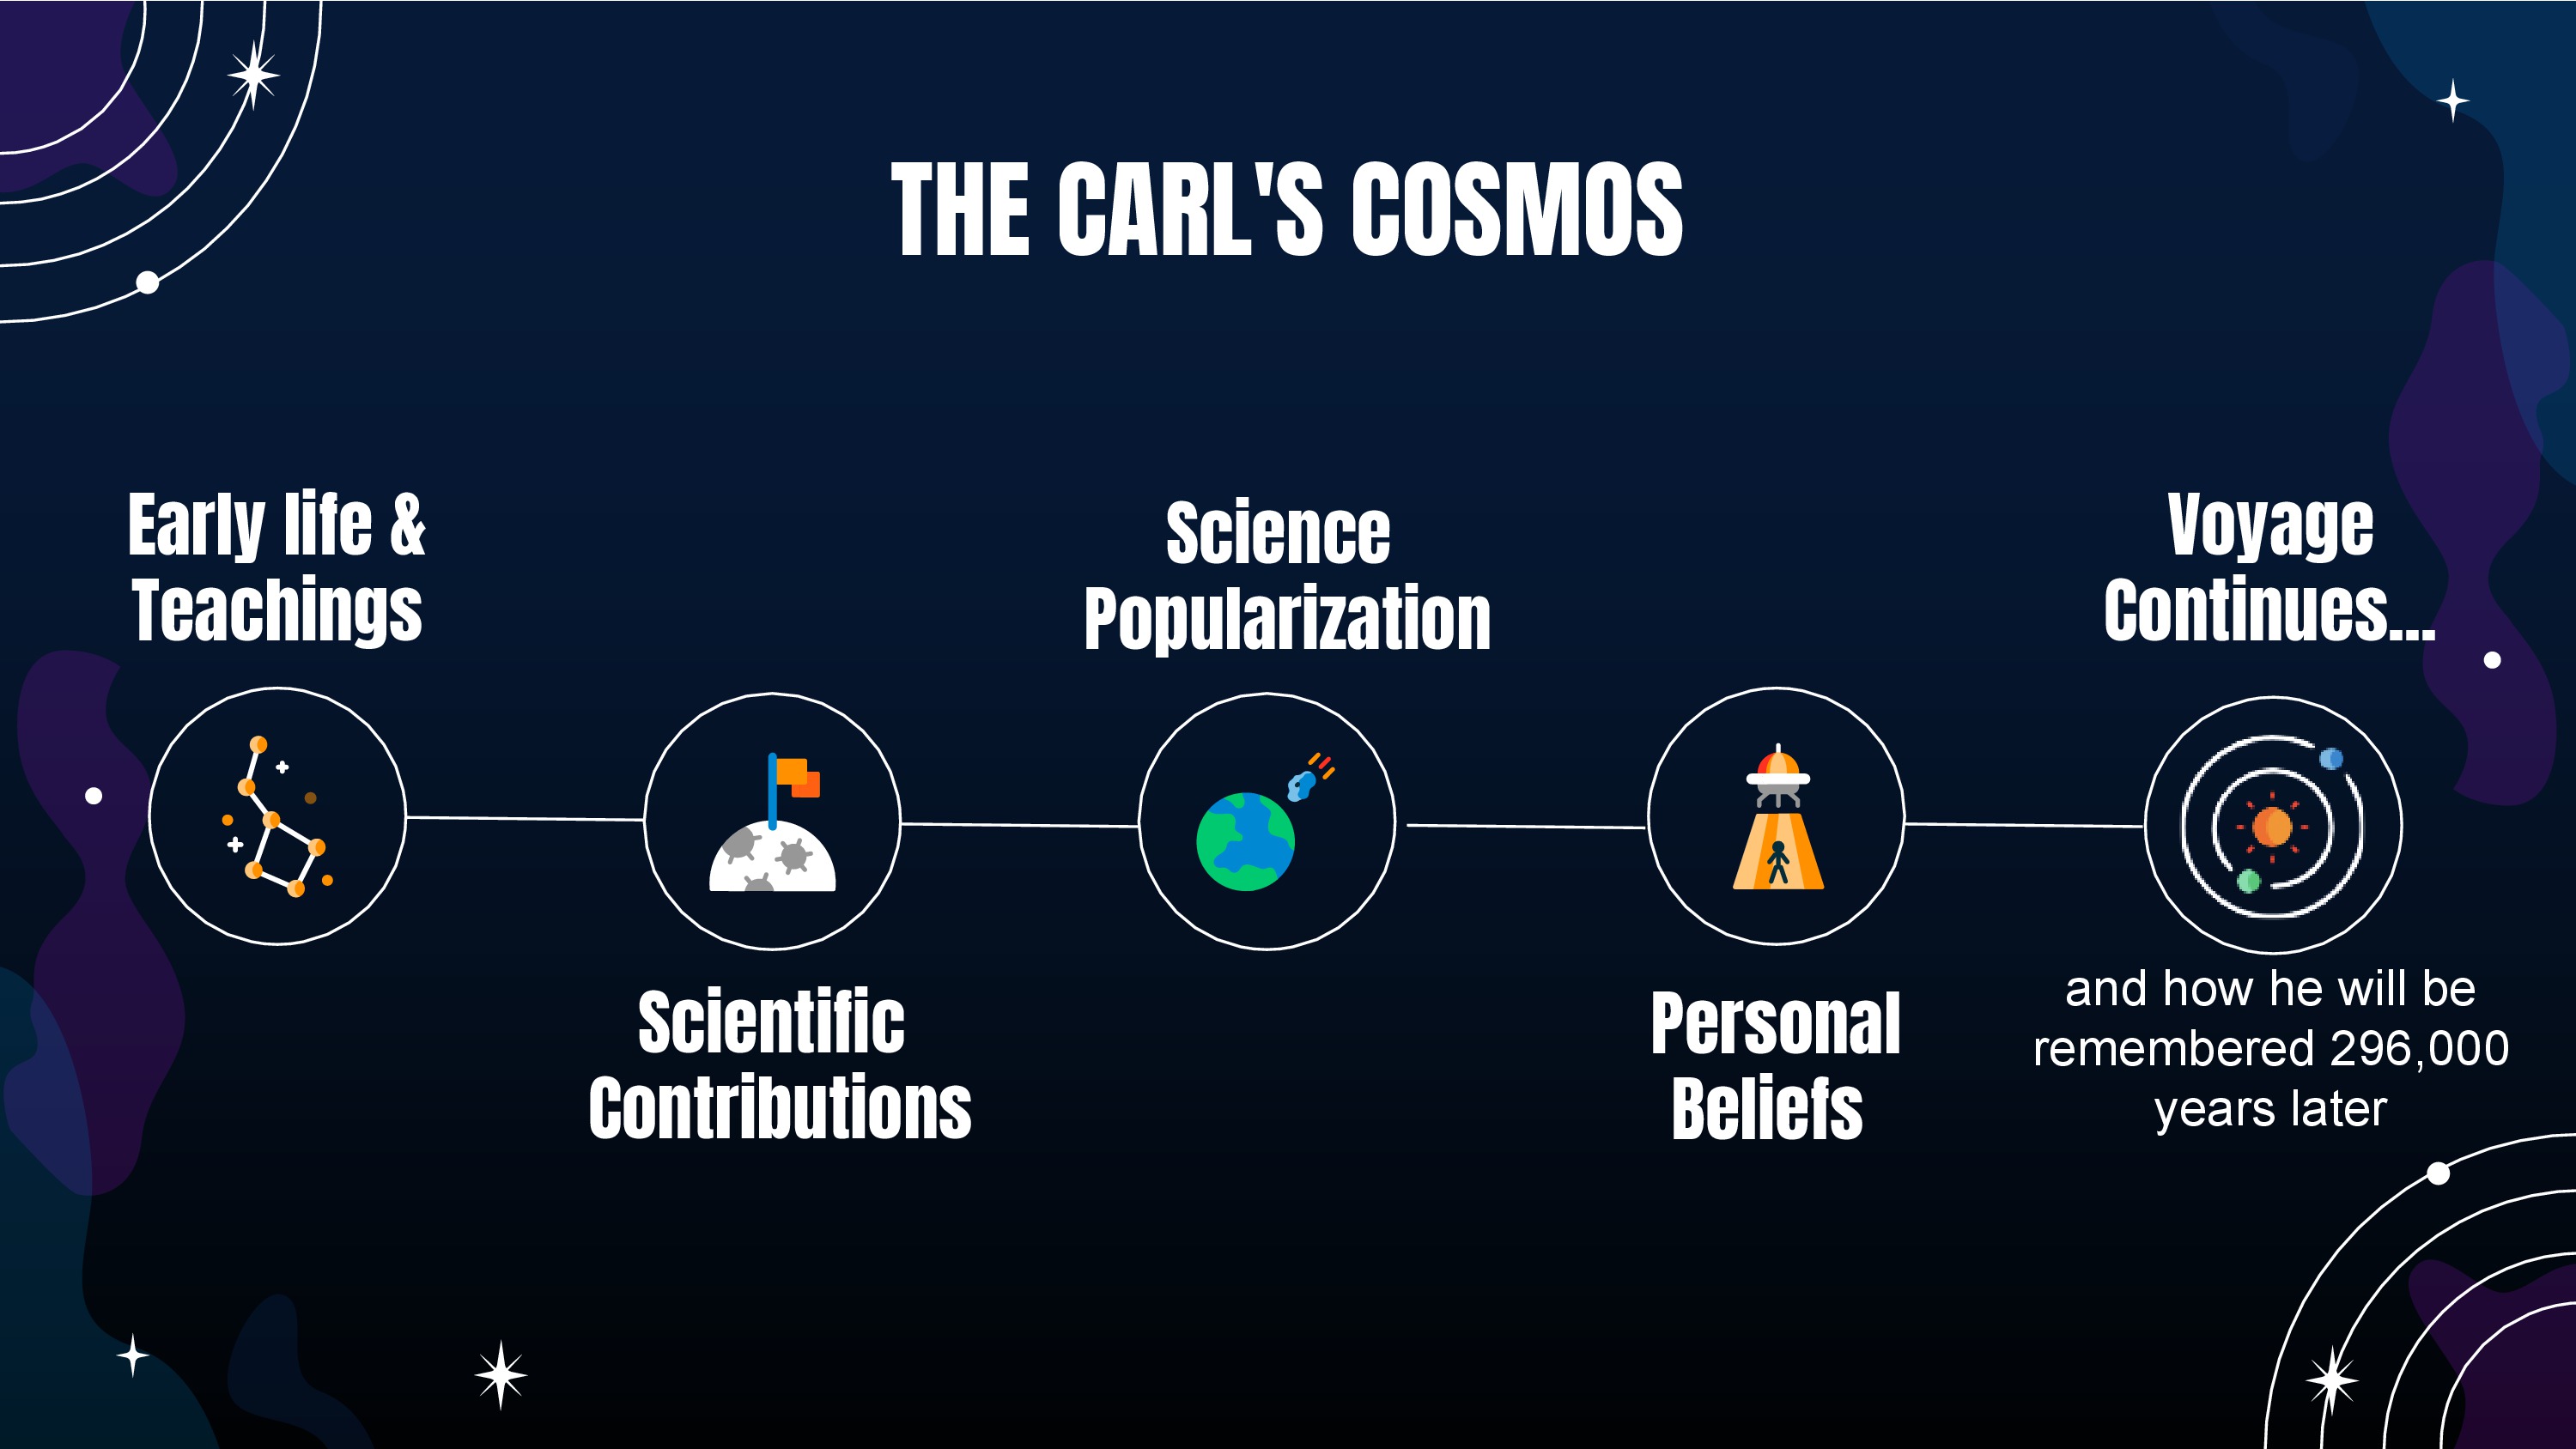 THE CARL'S COSMOS
Early life &
Teachings
Scientific
Contributions
Science
Popularization
Personal
Beliefs
Voyage
Continues...
and how he will be
remembered 296,000
years later